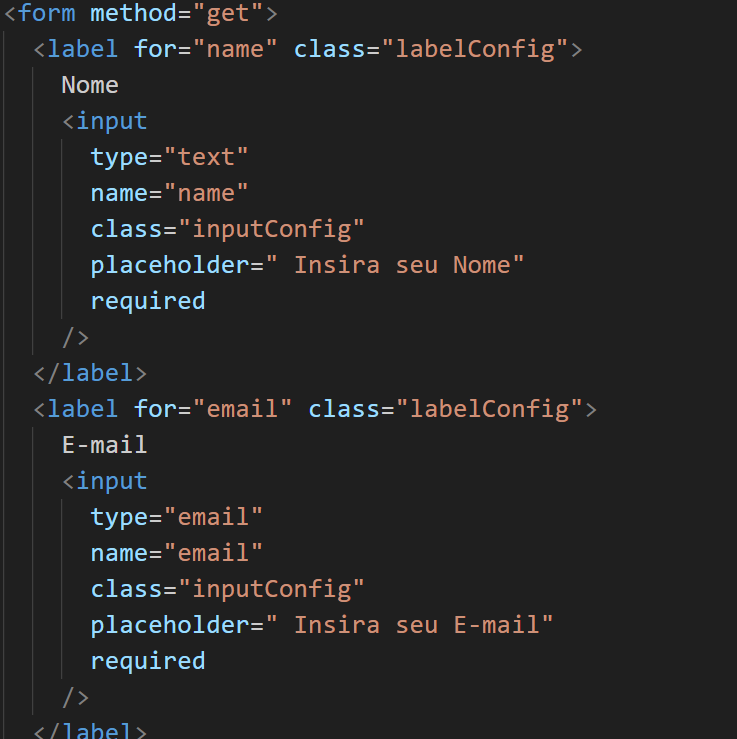 <form method="get">
<label for="name" class="labelConfig">
Nome
<input
type="text"
name="name"
class="inputConfig"
placeholder=" Insira seu Nome"
required
/>
</label>
<label for="email" class="labelConfig">
E-mail
<input
type="email"
name="email"
class="inputConfig"
placeholder=" Insira seu E-mail"
required
/>
</label>